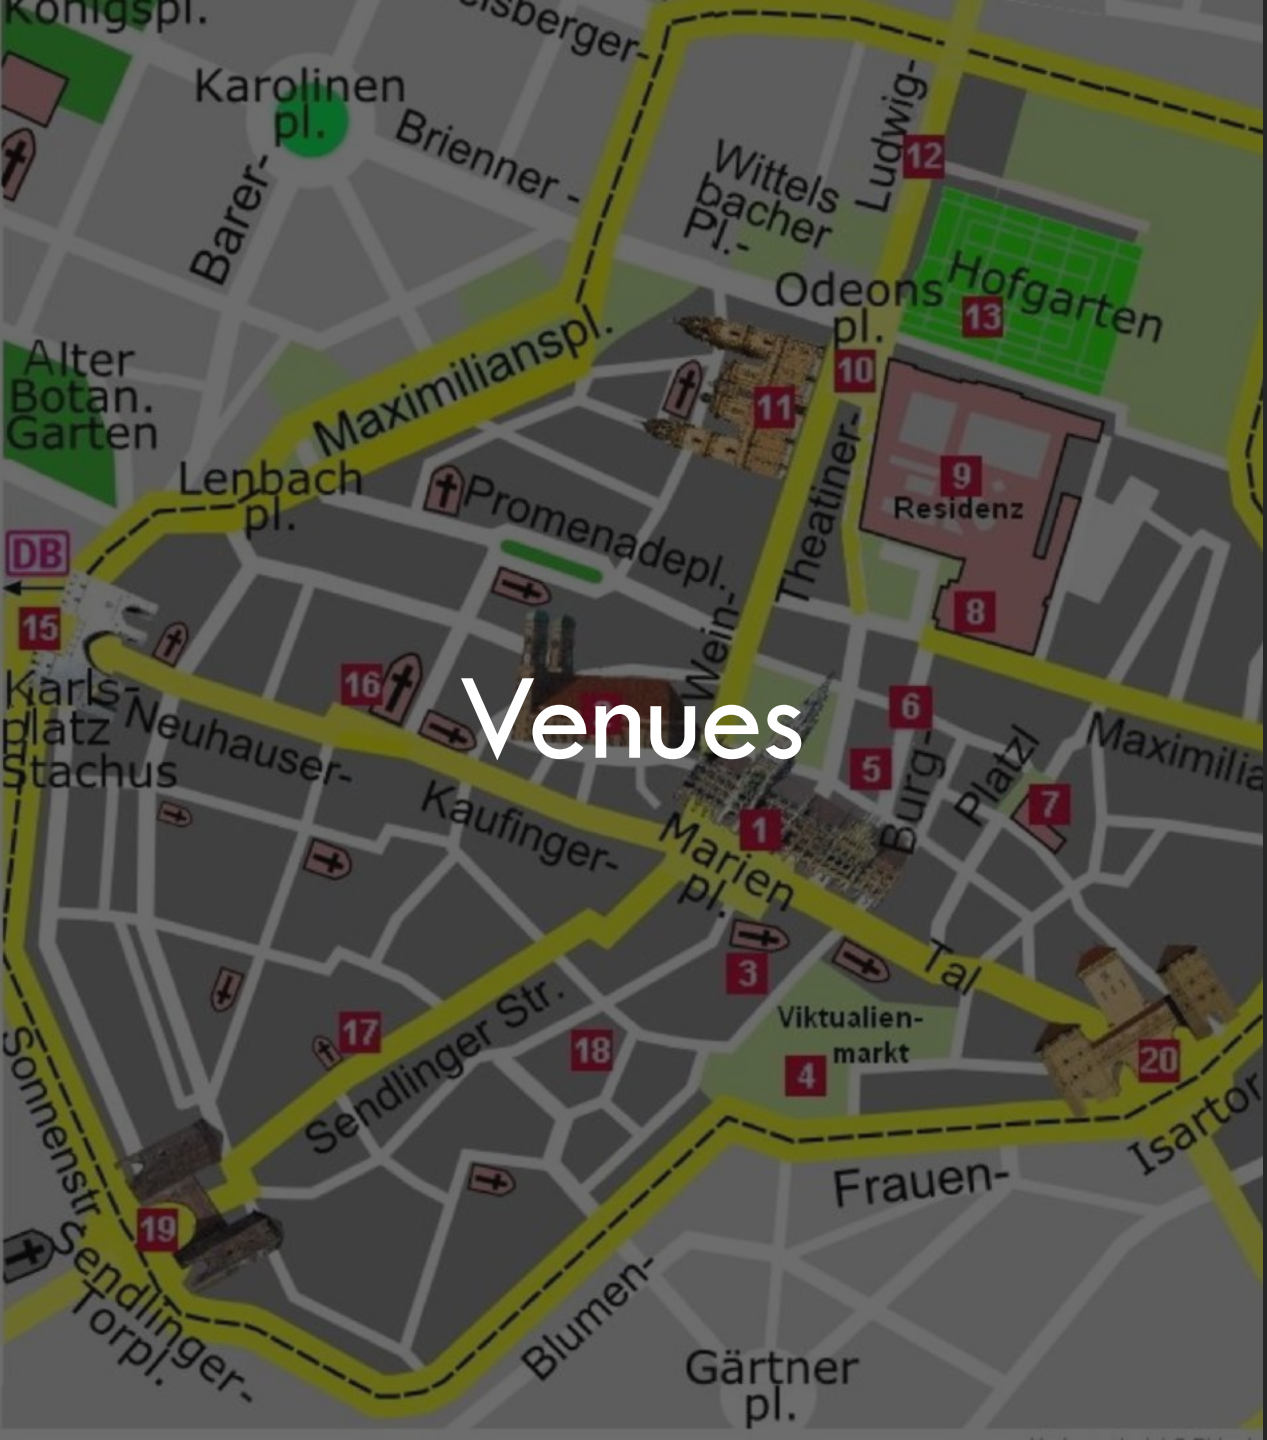 Königspl.
elsberger-
Karolinen
pl.
Brienner -
Barer-
Wittels
bacher
Pl.-
Ludwig-
12
Hofgarten
13
Odeons
pl.
10
Alter
Botan.
Garten
Maximilianspl.
11
Theatiner-
9
Residenz
8
Lenbach
pl.
Promenadepl.
DB
15
Karls-
platz
Stachus
16
Neuhauser-
Wein-
Venues
6
5
Burg-
Platzl
7
Maximilia
Kaufinger-
1
Marien
pl.
3
Tal
Viktualien-
markt
4
17
18
Sendlinger Str.
20
Isartor
Sonnenstr.
19
Sendlinger-
Torpl.
Frauen-
Blumen-
Gärtner
pl.